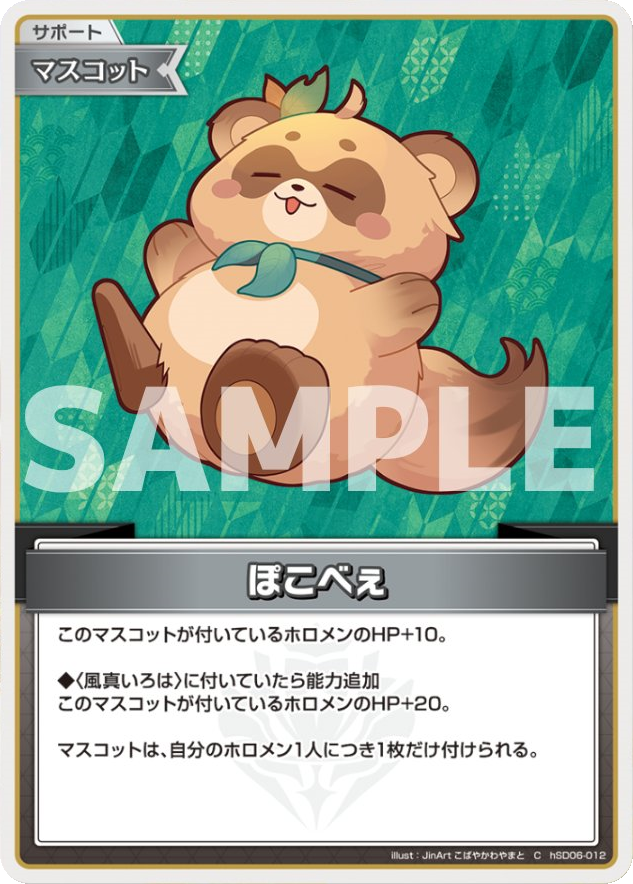 サポート
マスコット
SAMPLE
ぽこべぇ
このマスコットが付いているホロメンのHP+10。
◆〈風真いろは〉に付いていたら能力追加
このマスコットが付いているホロメンのHP+20。
マスコットは、自分のホロメン1人につき1枚だけ付けられる。
illust：JinArt こばやかわやまと C hSD06-012